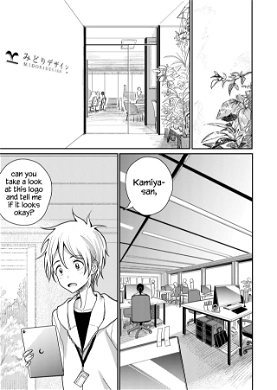 みどりデザイン
MIDORI DESIGN
Kamiya-
san,
can you
take a look
at this logo
and tell me
if it looks
okay?